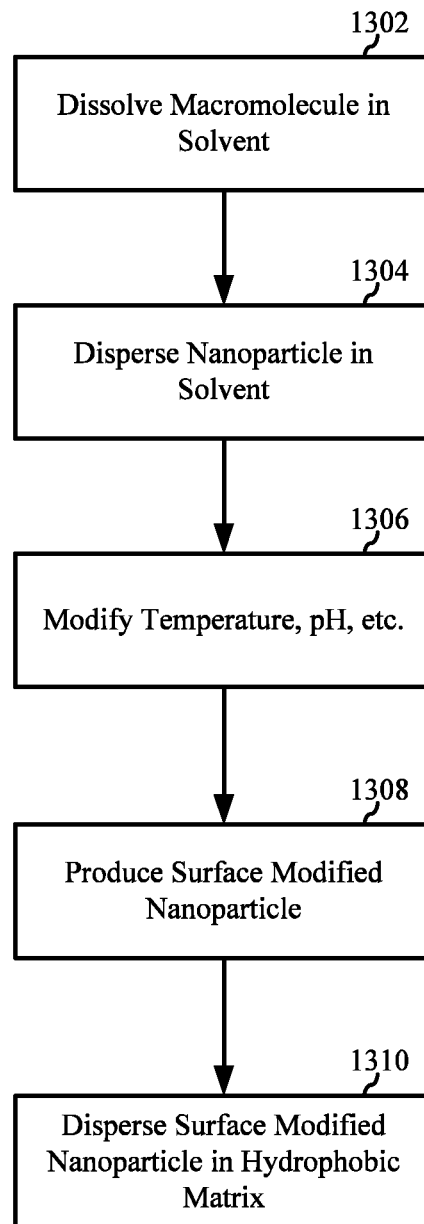 1302
Dissolve Macromolecule in
Solvent
1304
Disperse Nanoparticle in
Solvent
1306
Modify Temperature, pH, etc.
1308
Produce Surface Modified
Nanoparticle
1310
Disperse Surface Modified
Nanoparticle in Hydrophobic
Matrix